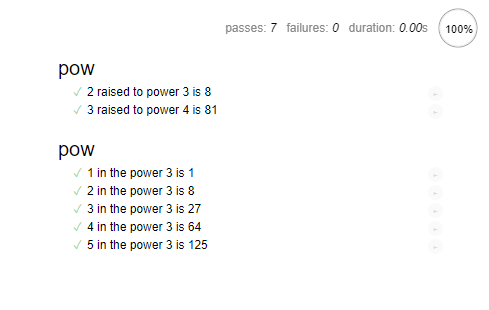 passes: 7 failures: 0 duration: 0.00s 100%
pow
✓ 2 raised to power 3 is 8
✓ 3 raised to power 4 is 81
pow
✓ 1 in the power 3 is 1
✓ 2 in the power 3 is 8
✓ 3 in the power 3 is 27
✓ 4 in the power 3 is 64
✓ 5 in the power 3 is 125